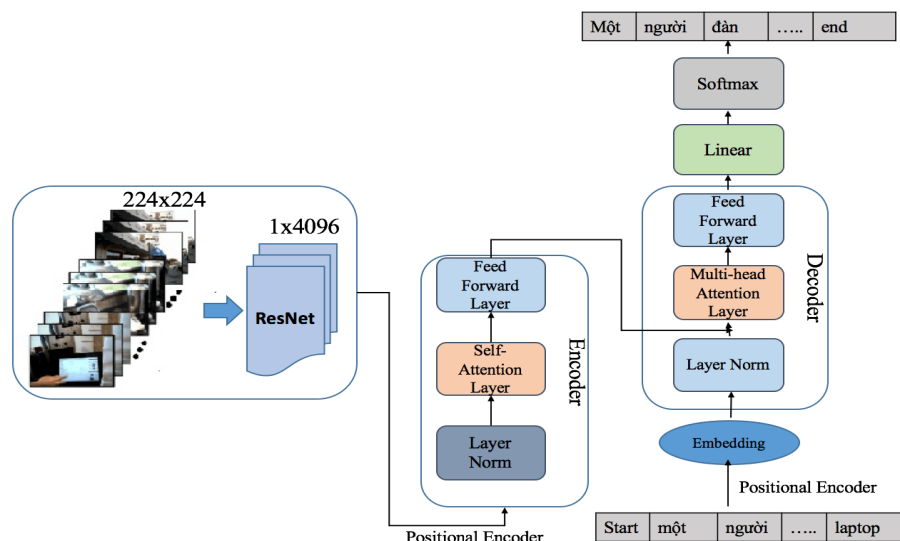 Một người đàn ….. end
Softmax
Linear
Feed
Forward
Layer
Multi-head
Attention
Layer
Layer Norm
Decoder
Embedding
Positional Encoder
Start một người ….. laptop
224x224
1x4096
ResNet
Feed
Forward
Layer
Self-
Attention
Layer
Layer
Norm
Encoder
Positional Encoder